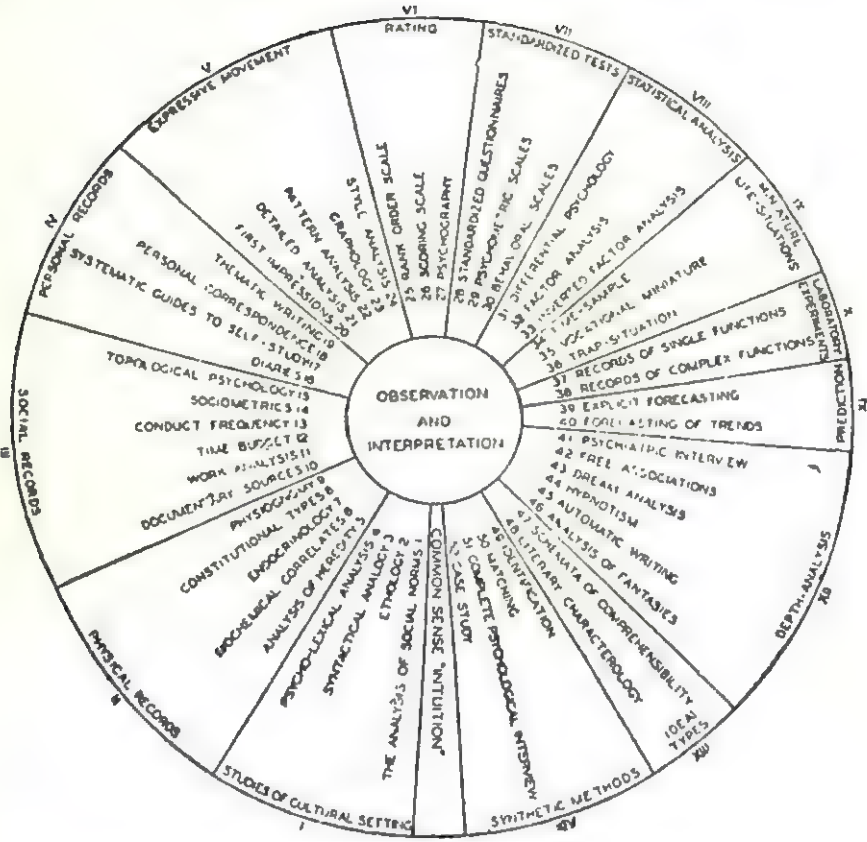 OBSERVATION
AND
INTERPRETATION
COMMON SENSE "INTUITION"
I
STUDIES OF CULTURAL SETTING
THE ANALYSIS OF SOCIAL NORMS 1
ETHOLOGY 2
SYNTACTICAL ANALOGY 3
PSYCHO-LEXICAL ANALYSIS 4
II
PHYSICAL RECORDS
ANALYSIS OF HEREDITY 5
BIOCHEMICAL CORRELATES 6
ENDOCRINOLOGY 7
CONSTITUTIONAL TYPES 8
PHYSIOGNOMY 9
III
SOCIAL RECORDS
DOCUMENTARY SOURCES 10
WORK ANALYSIS 11
TIME BUDGET 12
CONDUCT FREQUENCY 13
SOCIOMETRICS 14
TOPOLOGICAL PSYCHOLOGY 15
IV
PERSONAL RECORDS
DIARIES 16
SYSTEMATIC GUIDES TO SELF-STUDY 17
PERSONAL CORRESPONDENCE 18
THEMATIC WRITING 19
V
EXPRESSIVE MOVEMENT
FIRST IMPRESSIONS 20
DETAILED ANALYSIS 21
PATTERN ANALYSIS 22
GRAPHOLOGY 23
STYLE ANALYSIS 24
VI
RATING
25 RANK ORDER SCALE
26 SCORING SCALE
27 PSYCHOGRAPHY
VII
STANDARDIZED TESTS
28 STANDARDIZED QUESTIONNAIRES
29 PSYCHOMETRIC SCALES
30 BEHAVIORAL SCALES
VIII
STATISTICAL ANALYSIS
31 DIFFERENTIAL PSYCHOLOGY
32 FACTOR ANALYSIS
33 INVERTED FACTOR ANALYSIS
IX
MINIATURE
LIFE-SITUATIONS
34 TIME-SAMPLE
35 VOCATIONAL MINIATURE
36 TRAP-SITUATION
X
LABORATORY
EXPERIMENTS
37 RECORDS OF SINGLE FUNCTIONS
38 RECORDS OF COMPLEX FUNCTIONS
XI
PREDICTION
39 EXPLICIT FORECASTING
40 FORECASTING OF TRENDS
XII
DEPTH-ANALYSIS
41 PSYCHIATRIC INTERVIEW
42 FREE ASSOCIATIONS
43 DREAM ANALYSIS
44 HYPNOTISM
45 AUTOMATIC WRITING
46 ANALYSIS OF FANTASIES
XIII
IDEAL
TYPES
47 SCHEMATA OF COMPREHENSIBILITY
48 LITERARY CHARACTEROLOGY
XIV
SYNTHETIC METHODS
49 IDENTIFICATION
50 MATCHING
51 COMPLETE PSYCHOLOGICAL INTERVIEW
52 CASE STUDY